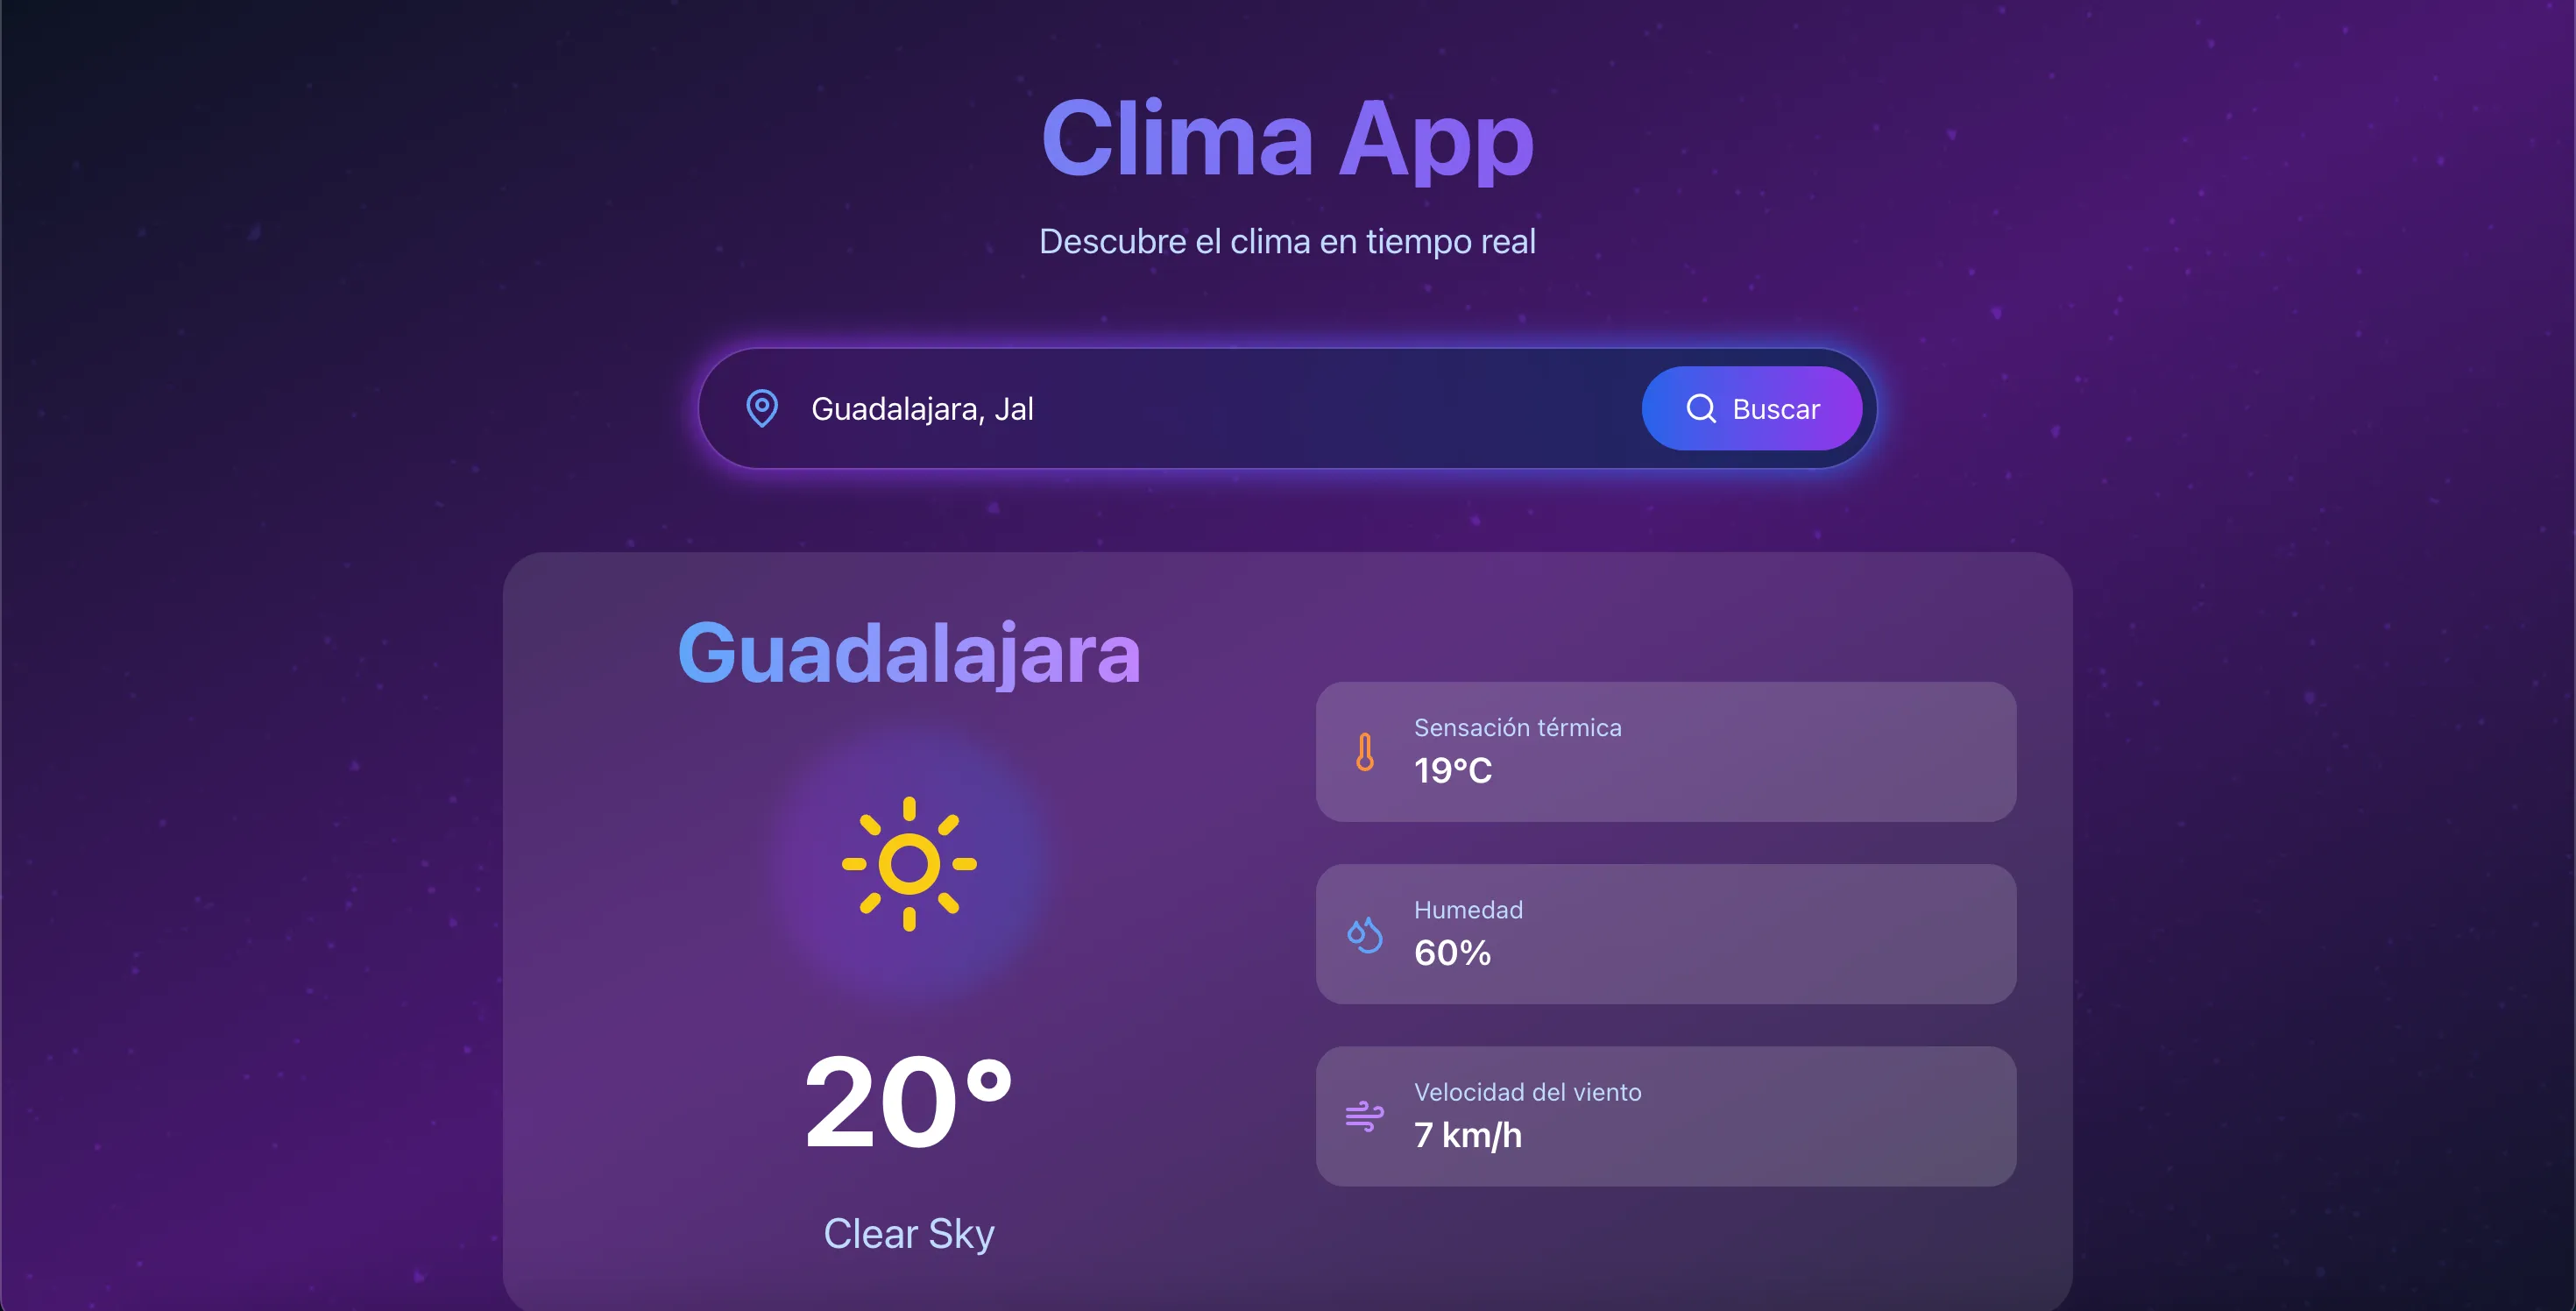 Clima App
Descubre el clima en tiempo real
Guadalajara, Jal
Buscar
Guadalajara
20°
Clear Sky
Sensación térmica
19°C
Humedad
60%
Velocidad del viento
7 km/h